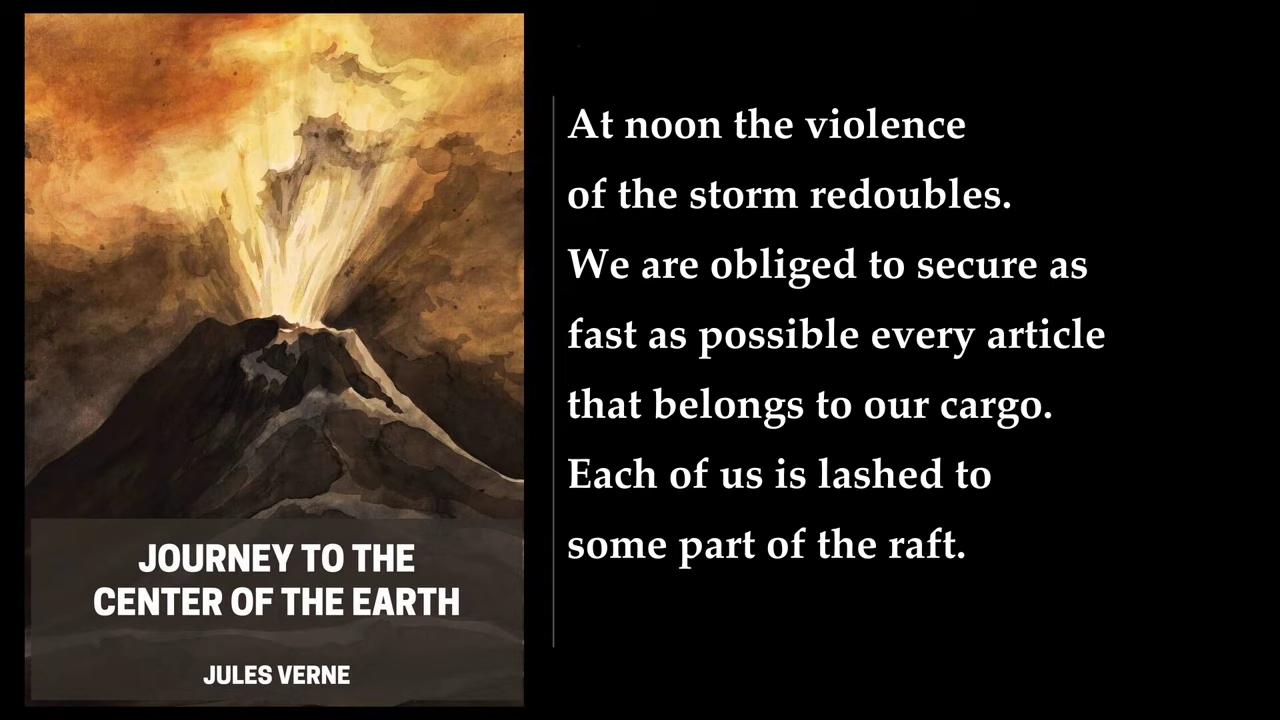 JOURNEY TO THE
CENTER OF THE EARTH
JULES VERNE
At noon the violence
of the storm redoubles.
We are obliged to secure as
fast as possible every article
that belongs to our cargo.
Each of us is lashed to
some part of the raft.